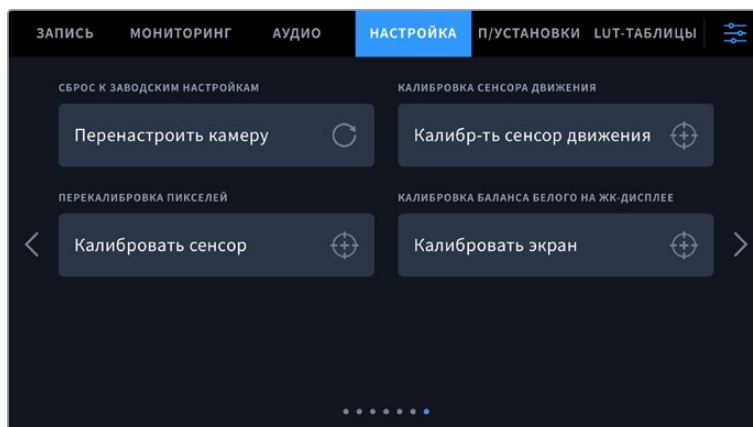 ЗАПИСЬ МОНИТОРИНГ АУДИО НАСТРОЙКА П/УСТАНОВКИ LUT-ТАБЛИЦЫ
СБРОС К ЗАВОДСКИМ НАСТРОЙКАМ
Перенастроить камеру
КАЛИБРОВКА СЕНСОРА ДВИЖЕНИЯ
Калибр-ть сенсор движения
ПЕРЕКАЛИБРОВКА ПИКСЕЛЕЙ
Калибровать сенсор
КАЛИБРОВКА БАЛАНСА БЕЛОГО НА ЖК-ДИСПЛЕЕ
Калибровать экран